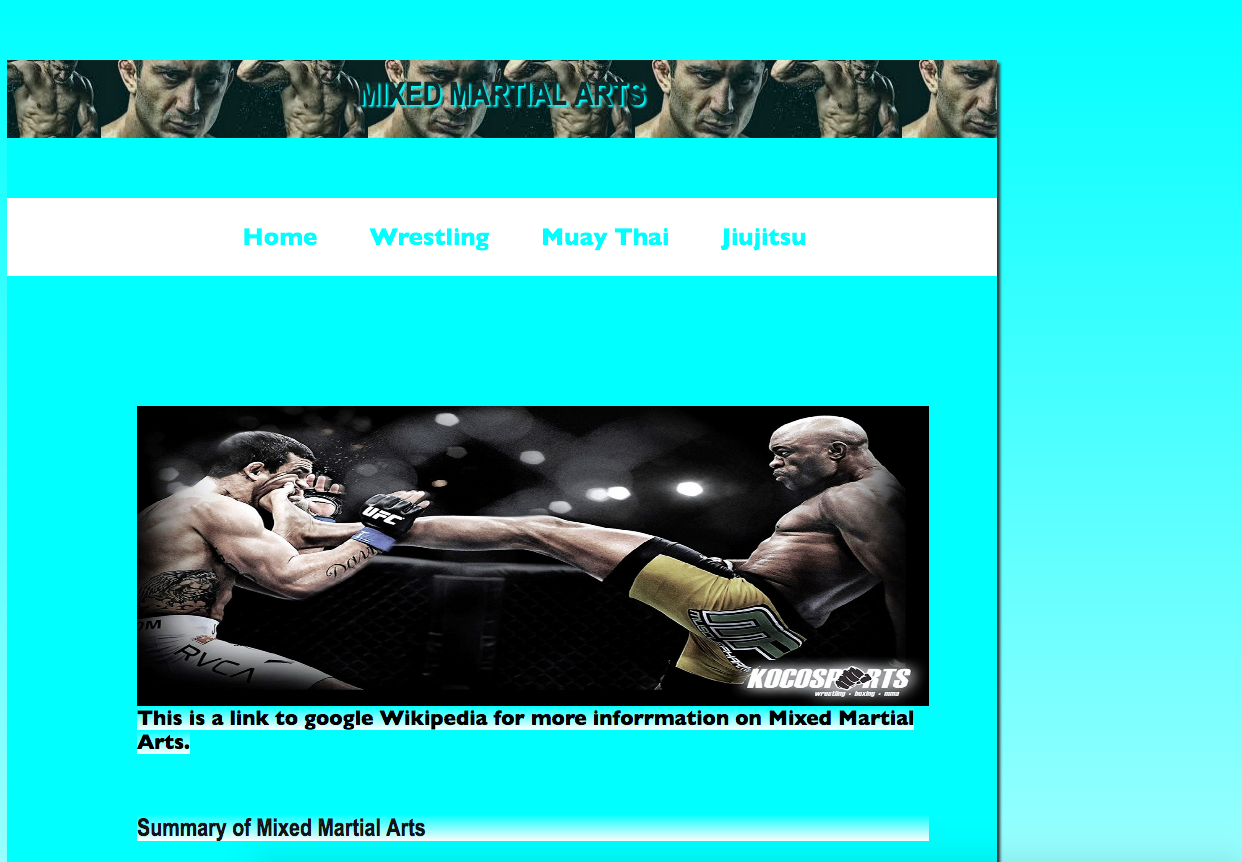 MIXED MARTIAL ARTS
Home Wrestling Muay Thai Jiujitsu
UFC
RVCA
KOCOSPORTS
wrestling • boxing • mma
This is a link to google Wikipedia for more inforrmation on Mixed Martial
Arts.
Summary of Mixed Martial Arts